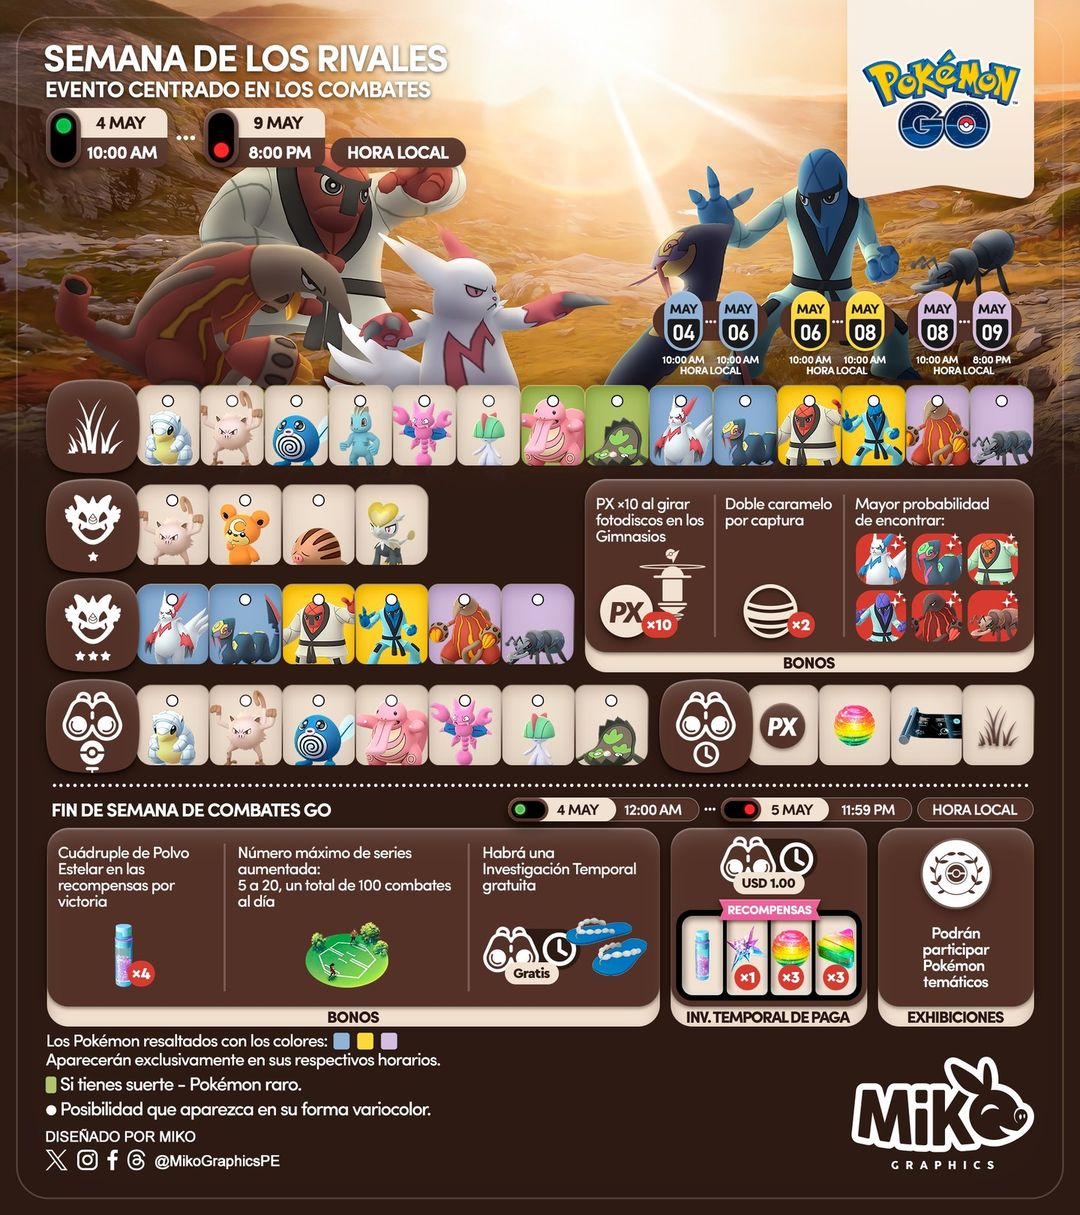 SEMANA DE LOS RIVALES
EVENTO CENTRADO EN LOS COMBATES
4 MAY
10:00 AM
...
9 MAY
8:00 PM
HORA LOCAL
POKéMON
GO
MAY
04
10:00 AM
...
MAY
06
10:00 AM
HORA LOCAL
MAY
06
10:00 AM
...
MAY
08
10:00 AM
HORA LOCAL
MAY
08
10:00 AM
...
MAY
09
8:00 PM
HORA LOCAL
PX ×10 al girar
fotodiscos en los
Gimnasios
PX
×10
Doble caramelo
por captura
×2
Mayor probabilidad
de encontrar:
BONOS
PX
FIN DE SEMANA DE COMBATES GO
4 MAY
12:00 AM
...
5 MAY
11:59 PM
HORA LOCAL
Cuádruple de Polvo
Estelar en las
recompensas por
victoria
×4
Número máximo de series
aumentada:
5 a 20, un total de 100 combates
al día
Habrá una
Investigación Temporal
gratuita
Gratis
BONOS
USD 1.00
RECOMPENSAS
×1
×3
×3
INV. TEMPORAL DE PAGA
Podrán
participar
Pokémon
temáticos
EXHIBICIONES
Los Pokémon resaltados con los colores:
Aparecerán exclusivamente en sus respectivos horarios.
Si tienes suerte - Pokémon raro.
Posibilidad que aparezca en su forma variocolor.
DISEÑADO POR MIKO
@MikoGraphicsPE
MiKO
GRAPHICS